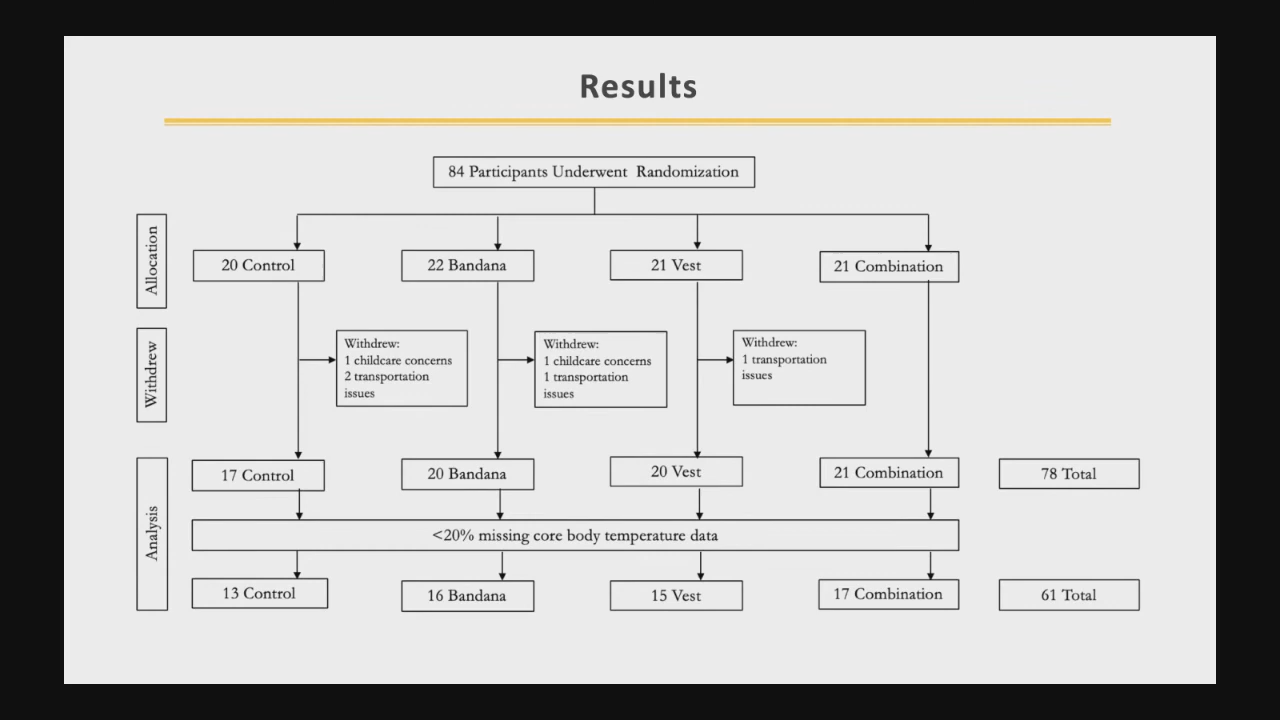 Results
84 Participants Underwent Randomization
Allocation
20 Control
22 Bandana
21 Vest
21 Combination
Withdrew
Withdrew:
1 childcare concerns
2 transportation
issues
Withdrew:
1 childcare concerns
1 transportation
issues
Withdrew:
1 transportation
issues
Analysis
17 Control
20 Bandana
20 Vest
21 Combination
78 Total
<20% missing core body temperature data
13 Control
16 Bandana
15 Vest
17 Combination
61 Total